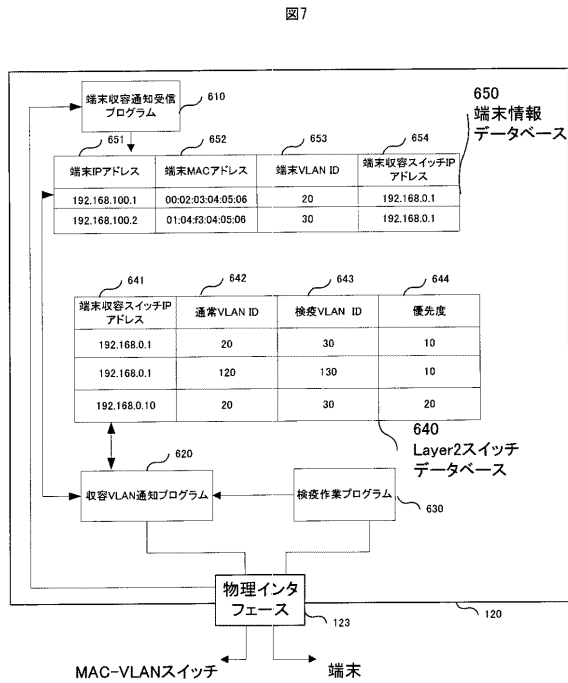 図7
端末収容通知受信
プログラム
610
650
端末情報
データベース
651
652
653
654
端末IPアドレス
端末MACアドレス
端末VLAN ID
端末収容スイッチIP
アドレス
192.168.100.1
00:02:03:04:05:06
20
192.168.0.1
192.168.100.2
01:04:f3:04:05:06
30
192.168.0.1
641
642
643
644
端末収容スイッチIP
アドレス
通常VLAN ID
検疫VLAN ID
優先度
192.168.0.1
20
30
10
192.168.0.1
120
130
10
192.168.0.10
20
30
20
640
Layer2スイッチ
データベース
620
収容VLAN通知プログラム
検疫作業プログラム
630
物理インタ
フェース
123
120
MAC-VLANスイッチ
端末